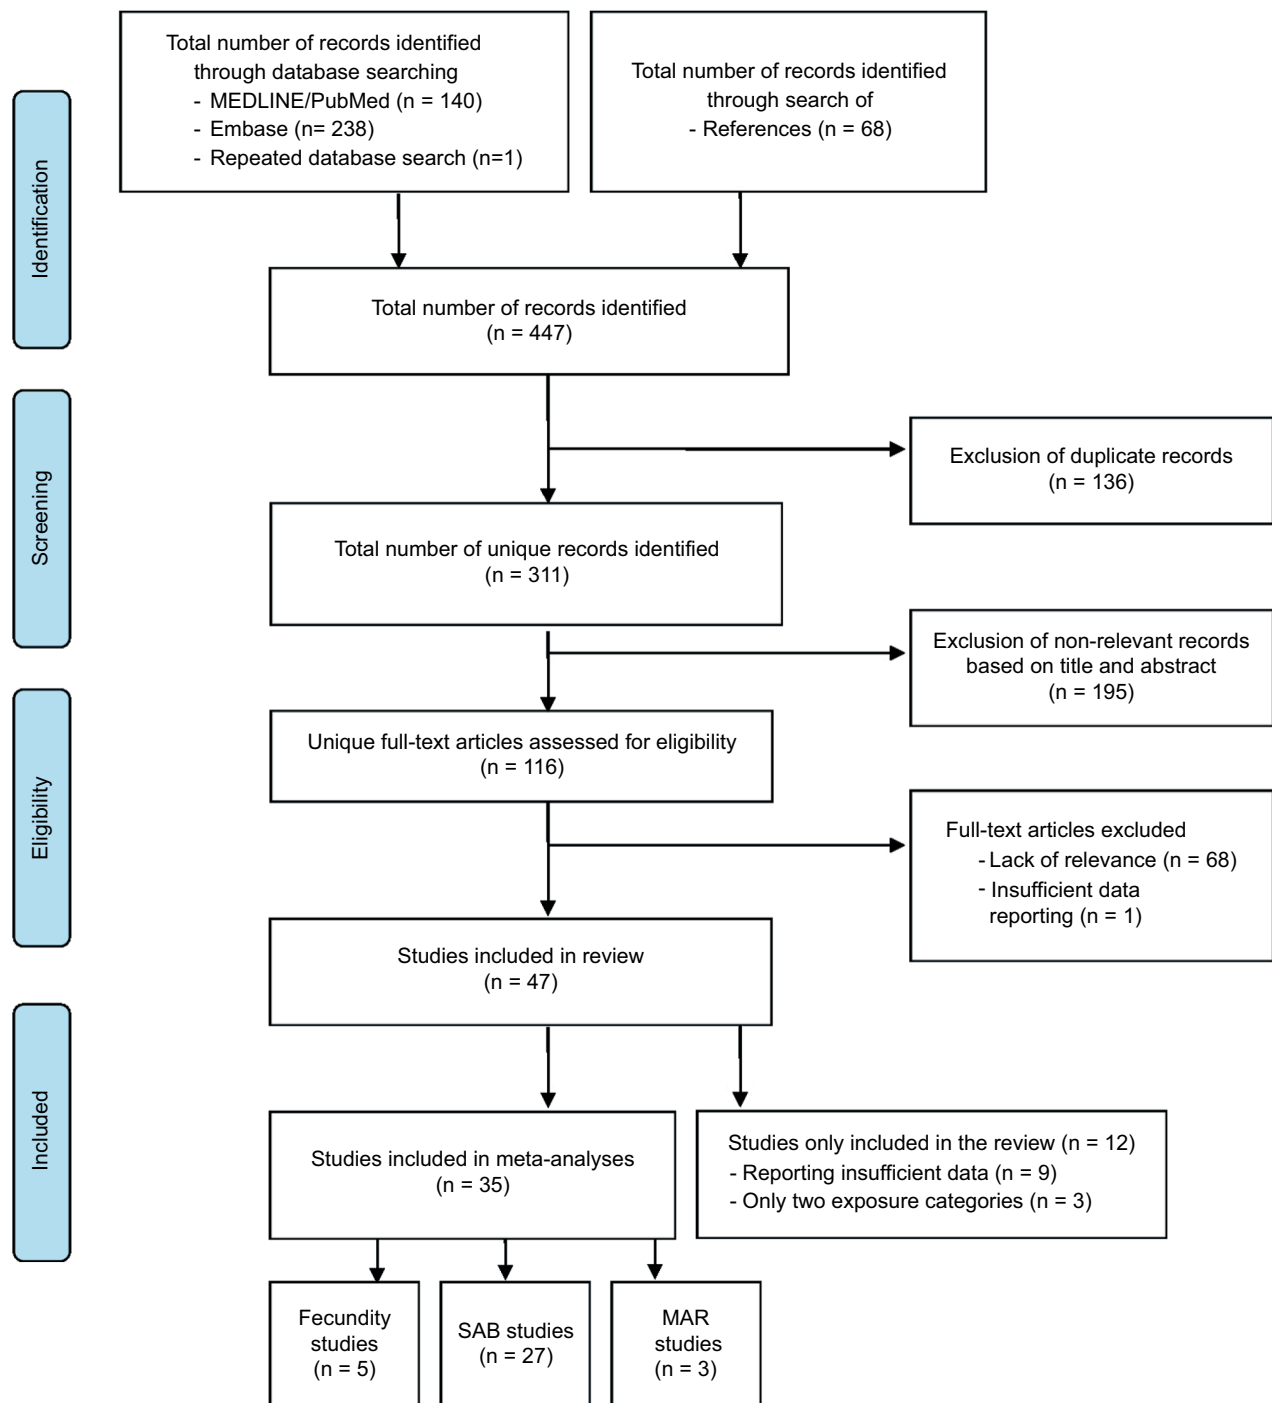 Total number of records identified
through database searching
- MEDLINE/PubMed (n = 140)
- Embase (n= 238)
- Repeated database search (n=1)
Total number of records identified
through search of
- References (n = 68)
Identification
Total number of records identified
(n = 447)
Screening
Exclusion of duplicate records
(n = 136)
Total number of unique records identified
(n = 311)
Exclusion of non-relevant records
based on title and abstract
(n = 195)
Eligibility
Unique full-text articles assessed for eligibility
(n = 116)
Full-text articles excluded
- Lack of relevance (n = 68)
- Insufficient data
reporting (n = 1)
Studies included in review
(n = 47)
Included
Studies included in meta-analyses
(n = 35)
Studies only included in the review (n = 12)
- Reporting insufficient data (n = 9)
- Only two exposure categories (n = 3)
Fecundity
studies
(n = 5)
SAB studies
(n = 27)
MAR
studies
(n = 3)